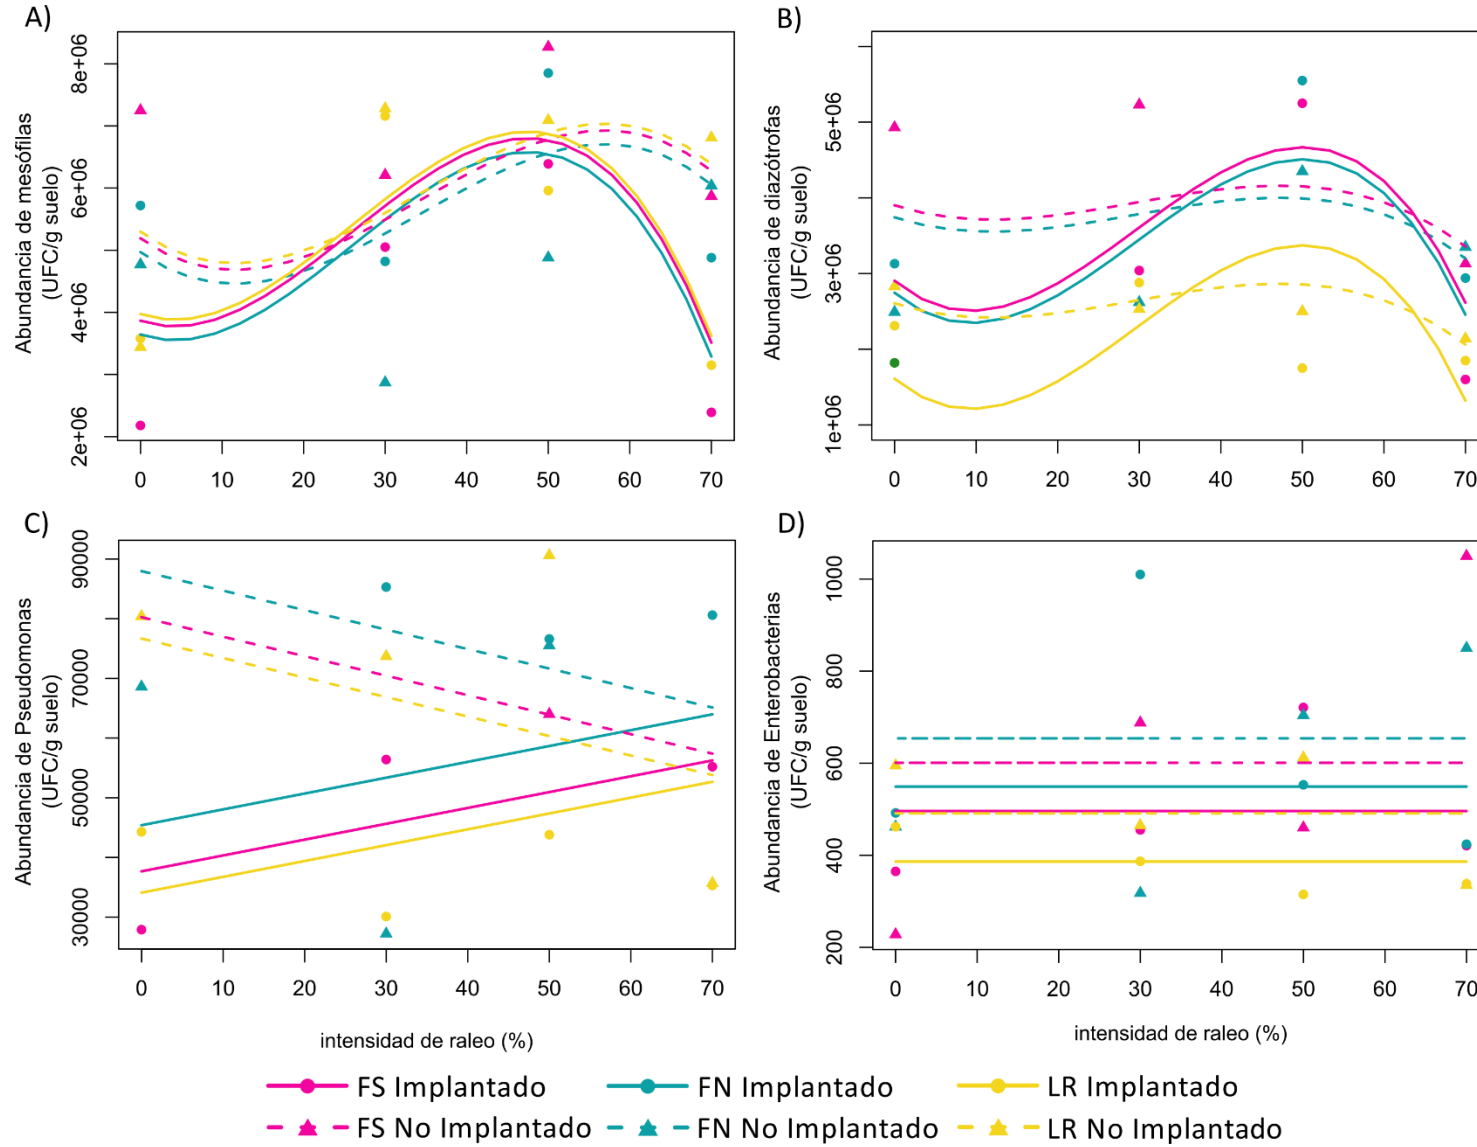 A)
Abundancia de mesófilas
(UFC/g suelo)
8e+06
6e+06
4e+06
2e+06
0 10 20 30 40 50 60 70
B)
Abundancia de diazótrofas
(UFC/g suelo)
5e+06
3e+06
1e+06
0 10 20 30 40 50 60 70
C)
Abundancia de Pseudomonas
(UFC/g suelo)
90000
70000
50000
30000
0 10 20 30 40 50 60 70
intensidad de raleo (%)
D)
Abundancia de Enterobacterias
(UFC/g suelo)
1000
800
600
400
200
0 10 20 30 40 50 60 70
intensidad de raleo (%)
FS Implantado FN Implantado LR Implantado
FS No Implantado FN No Implantado LR No Implantado